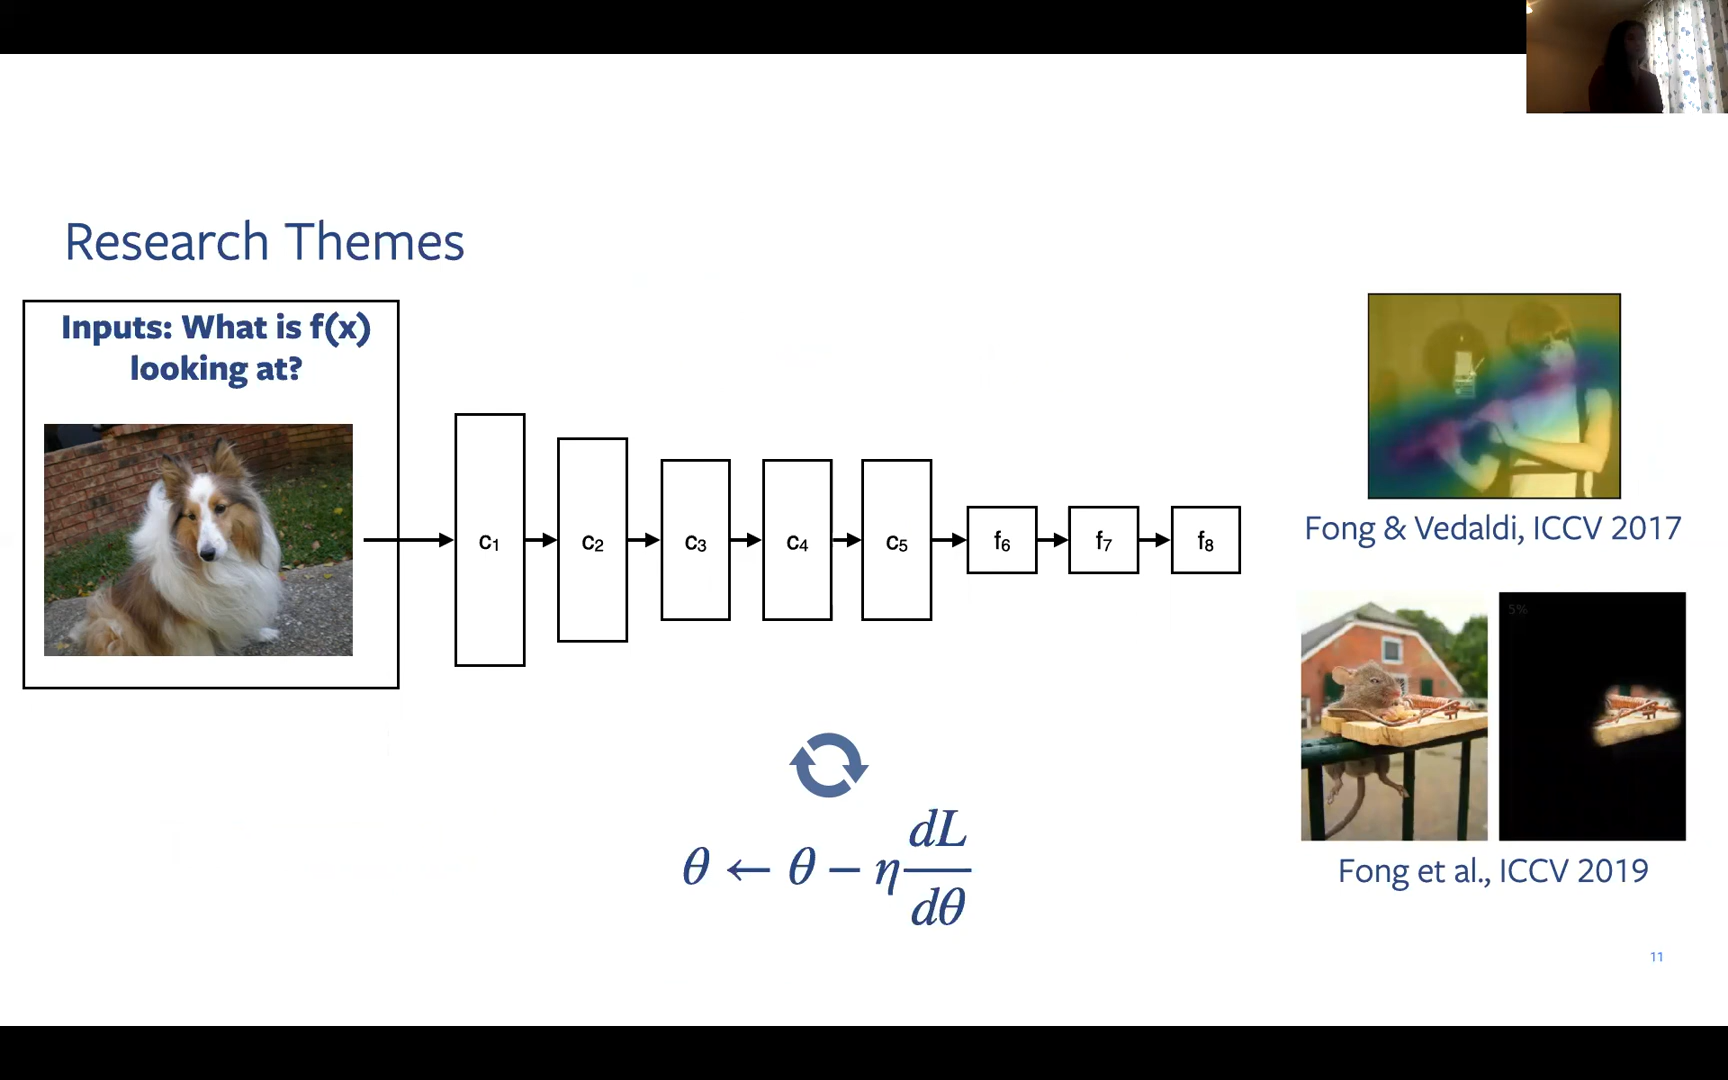 Research Themes
Inputs: What is f(x)
looking at?
c₁
c₂
c₃
c₄
c₅
f₆
f₇
f₈
θ ← θ − η dL/dθ
Fong & Vedaldi, ICCV 2017
5%
Fong et al., ICCV 2019
11